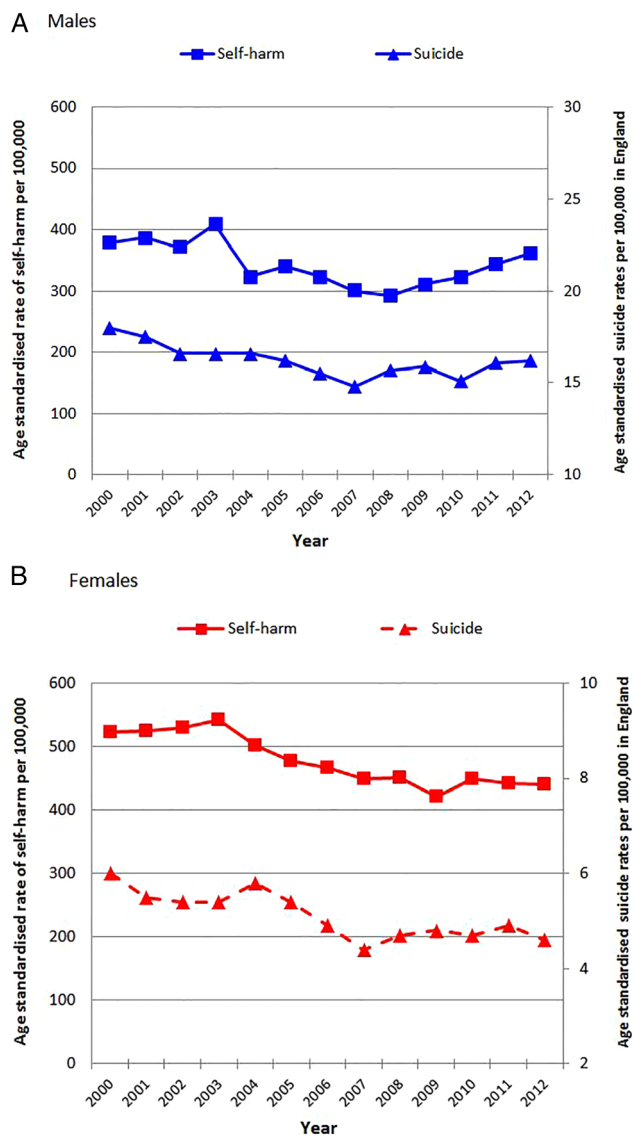 A Males
Self-harm Suicide
Age standardised rate of self-harm per 100,000
600
500
400
300
200
100
0
30
25
20
15
10
Age standardised suicide rates per 100,000 in England
2000 2001 2002 2003 2004 2005 2006 2007 2008 2009 2010 2011 2012
Year
B Females
Self-harm Suicide
Age standardised rate of self-harm per 100,000
600
500
400
300
200
100
0
10
8
6
4
2
Age standardised suicide rates per 100,000 in England
2000 2001 2002 2003 2004 2005 2006 2007 2008 2009 2010 2011 2012
Year